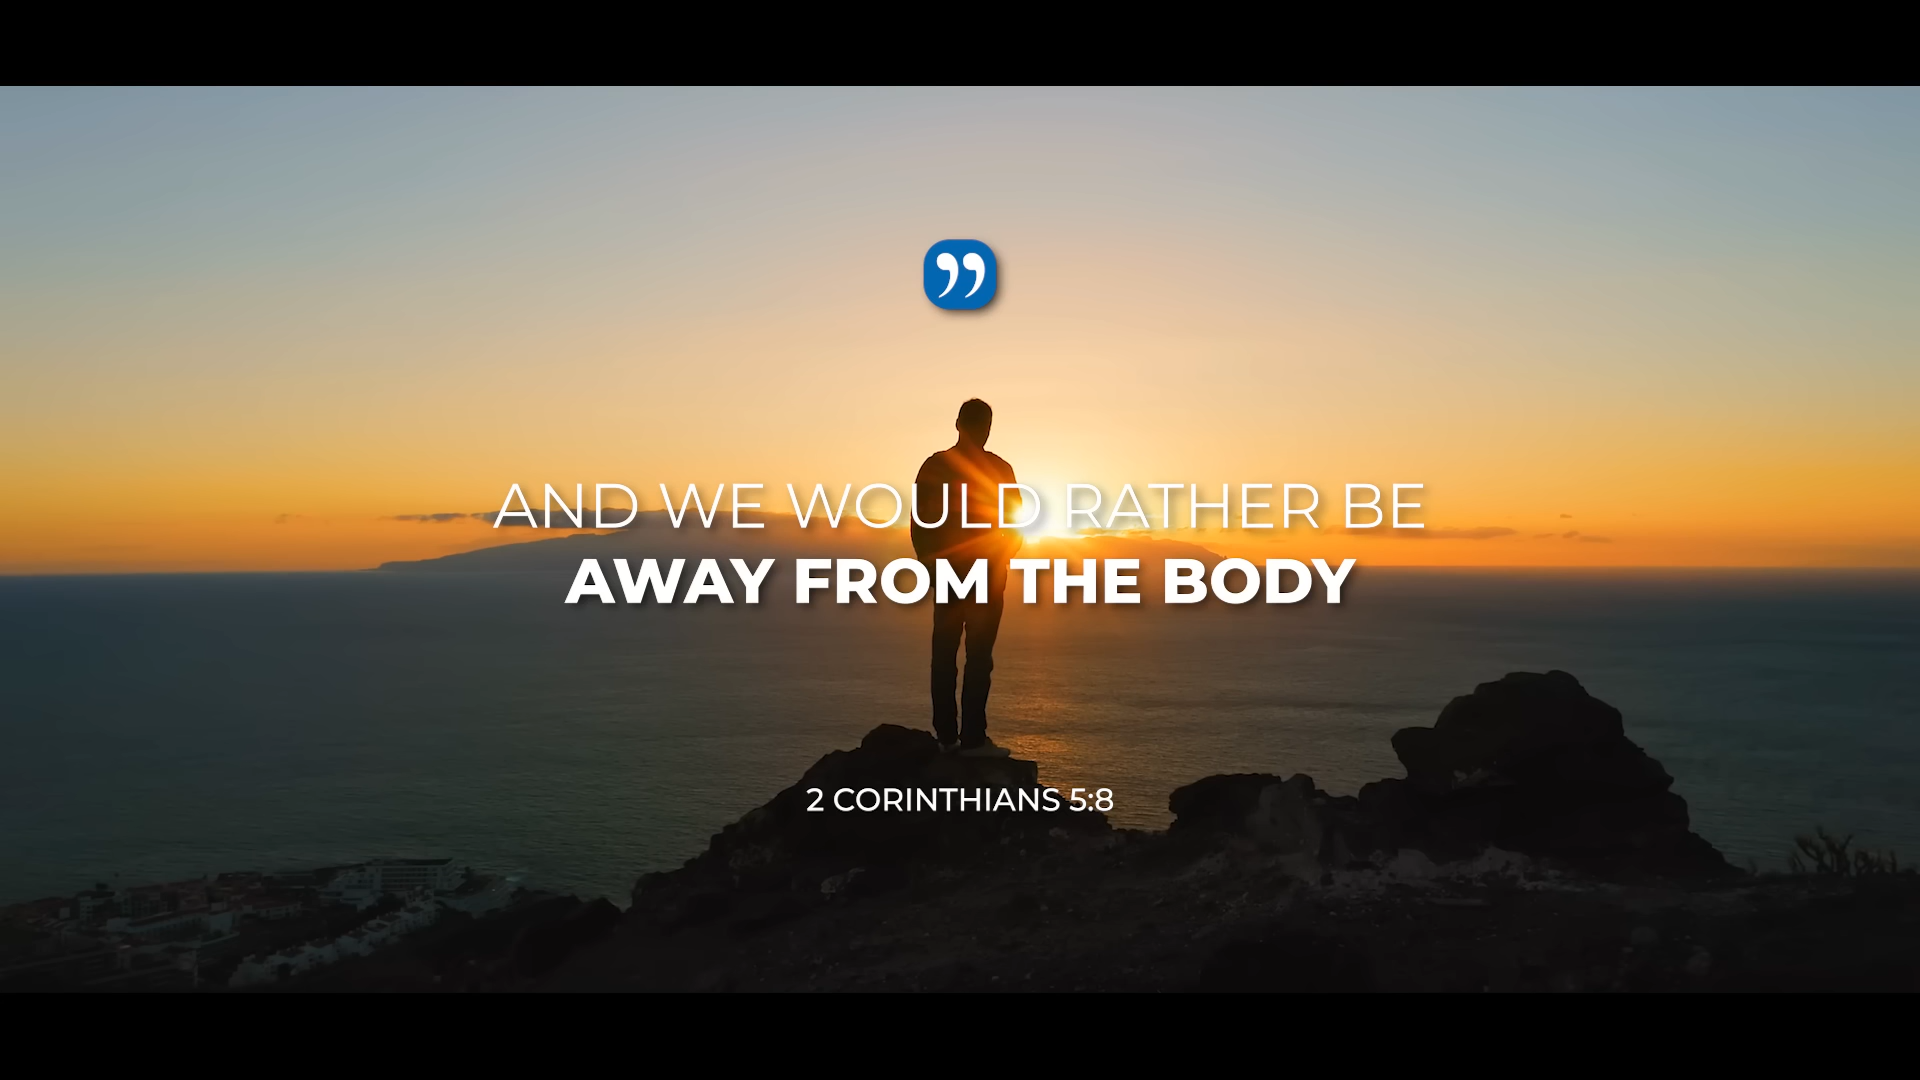 ”
AND WE WOULD RATHER BE
AWAY FROM THE BODY
2 CORINTHIANS 5:8